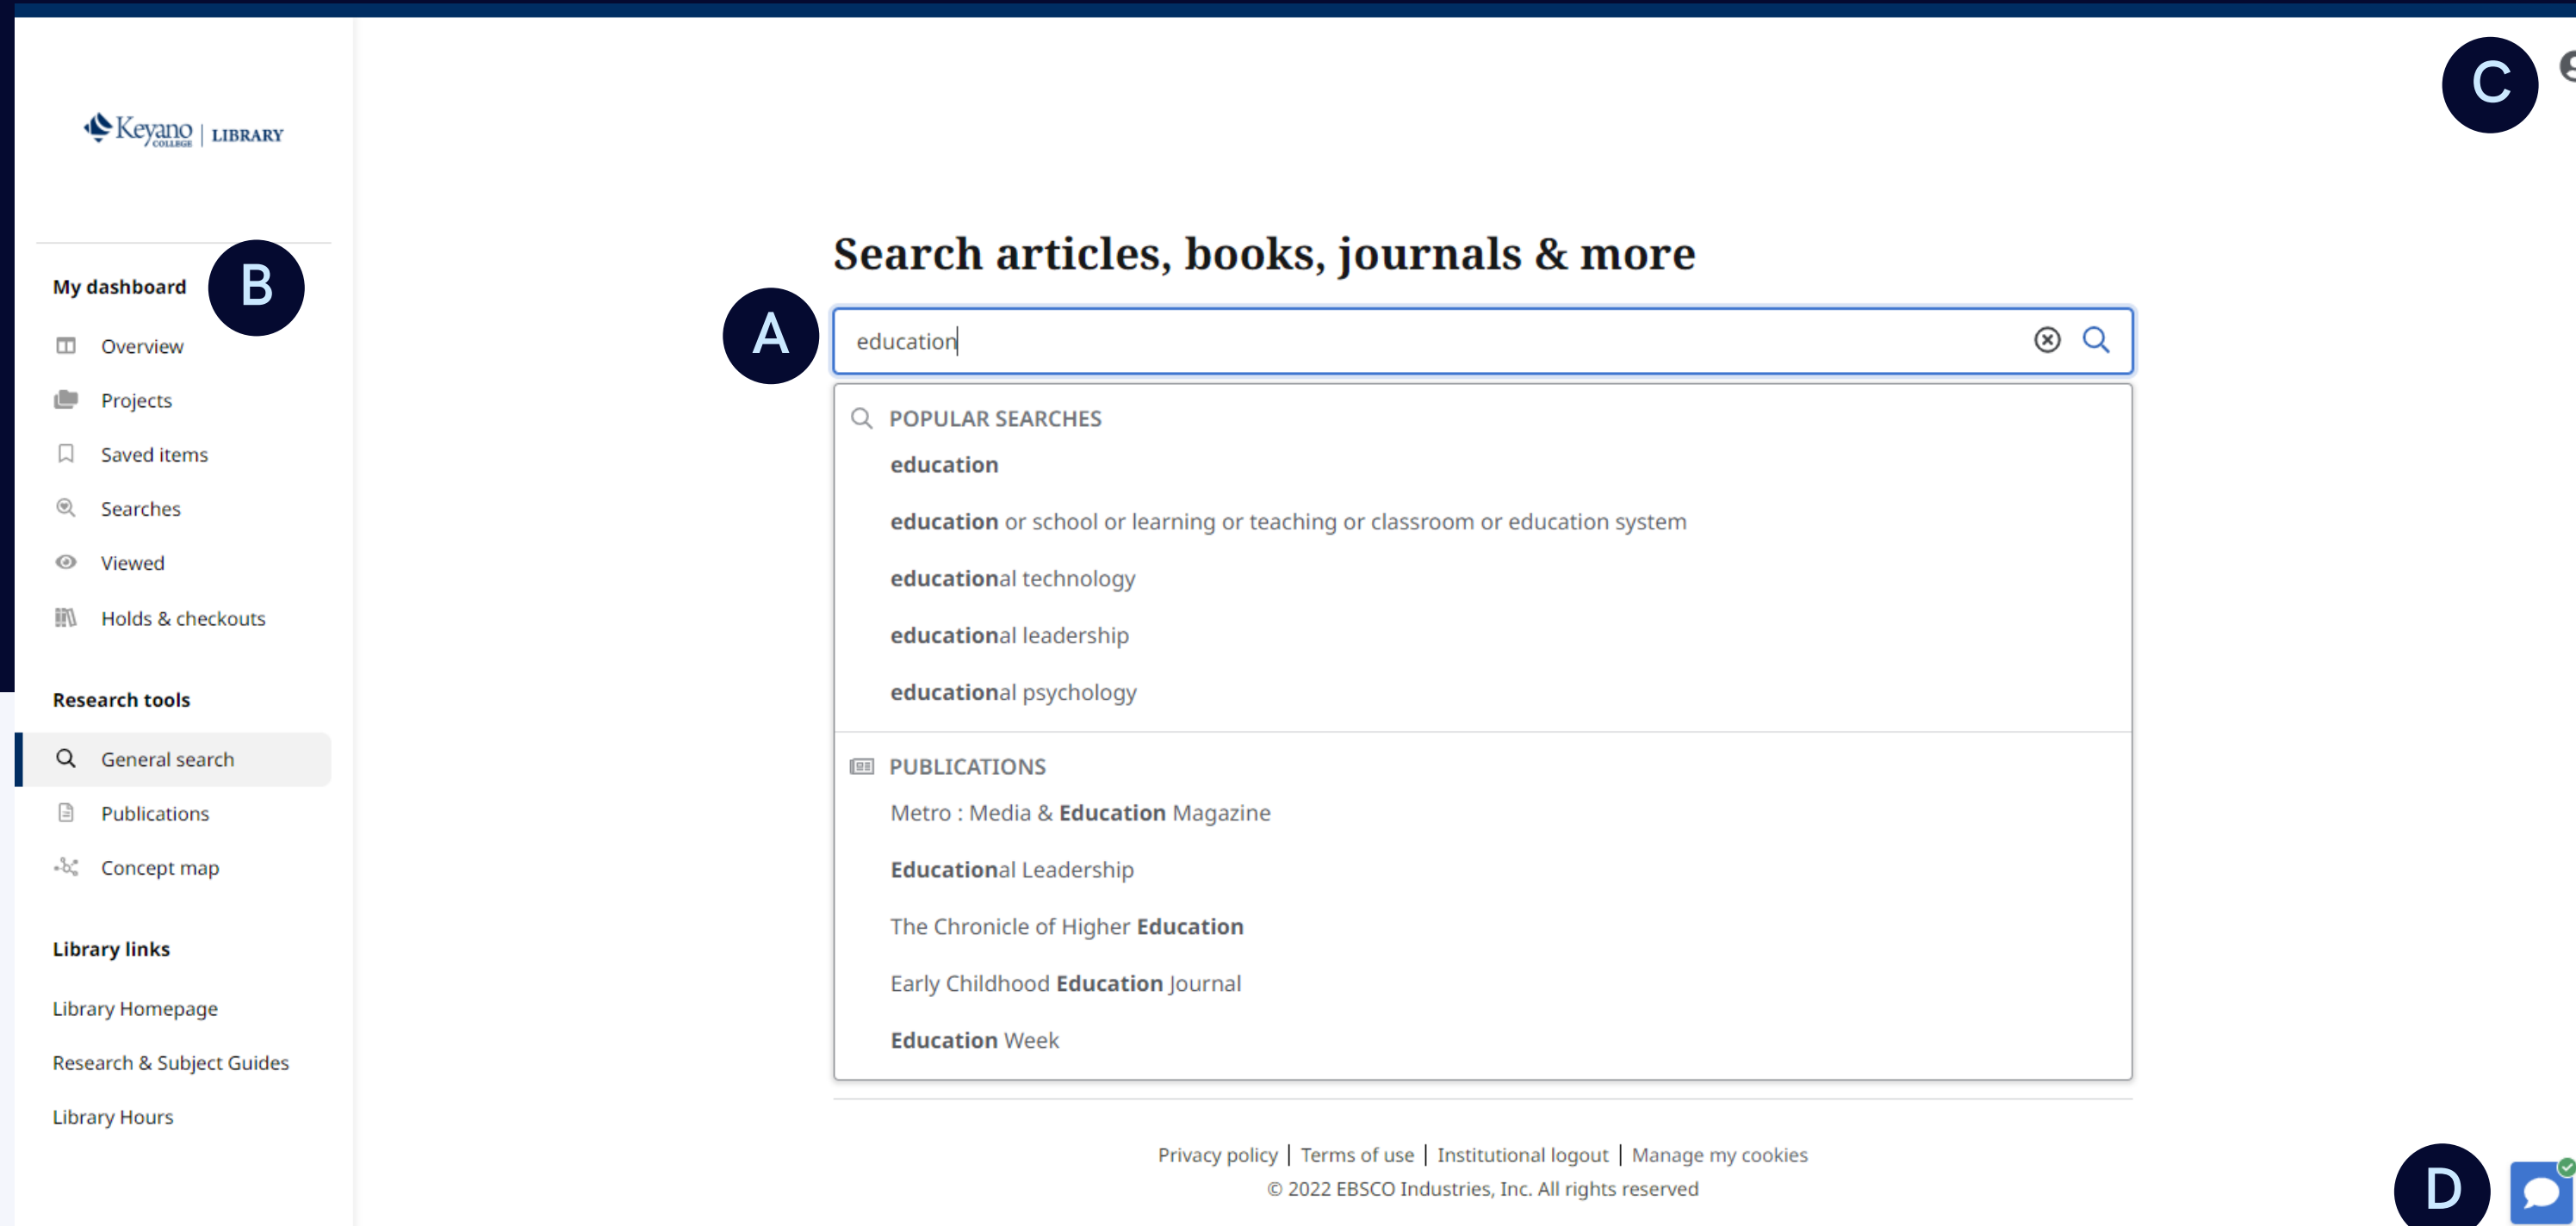 Keyano
COLLEGE
LIBRARY
C
Search articles, books, journals & more
My dashboard
B
A
education
Overview
Projects
Saved items
Searches
Viewed
Holds & checkouts
Research tools
General search
Publications
Concept map
Library links
Library Homepage
Research & Subject Guides
Library Hours
POPULAR SEARCHES
education
education or school or learning or teaching or classroom or education system
educational technology
educational leadership
educational psychology
PUBLICATIONS
Metro : Media & Education Magazine
Educational Leadership
The Chronicle of Higher Education
Early Childhood Education Journal
Education Week
Privacy policy | Terms of use | Institutional logout | Manage my cookies
© 2022 EBSCO Industries, Inc. All rights reserved
D